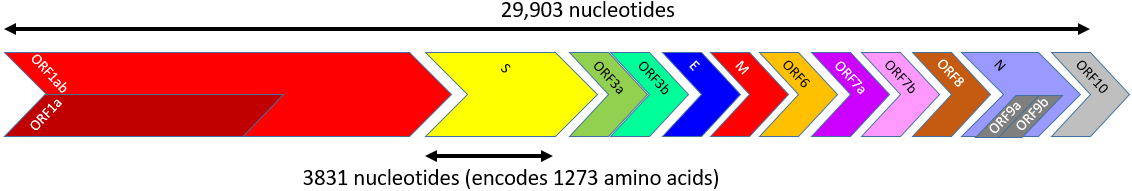 29,903 nucleotides
ORF1ab
ORF1a
S
ORF3a
ORF3b
E
M
ORF6
ORF7a
ORF7b
ORF8
N
ORF9a
ORF9b
ORF10
3831 nucleotides (encodes 1273 amino acids)